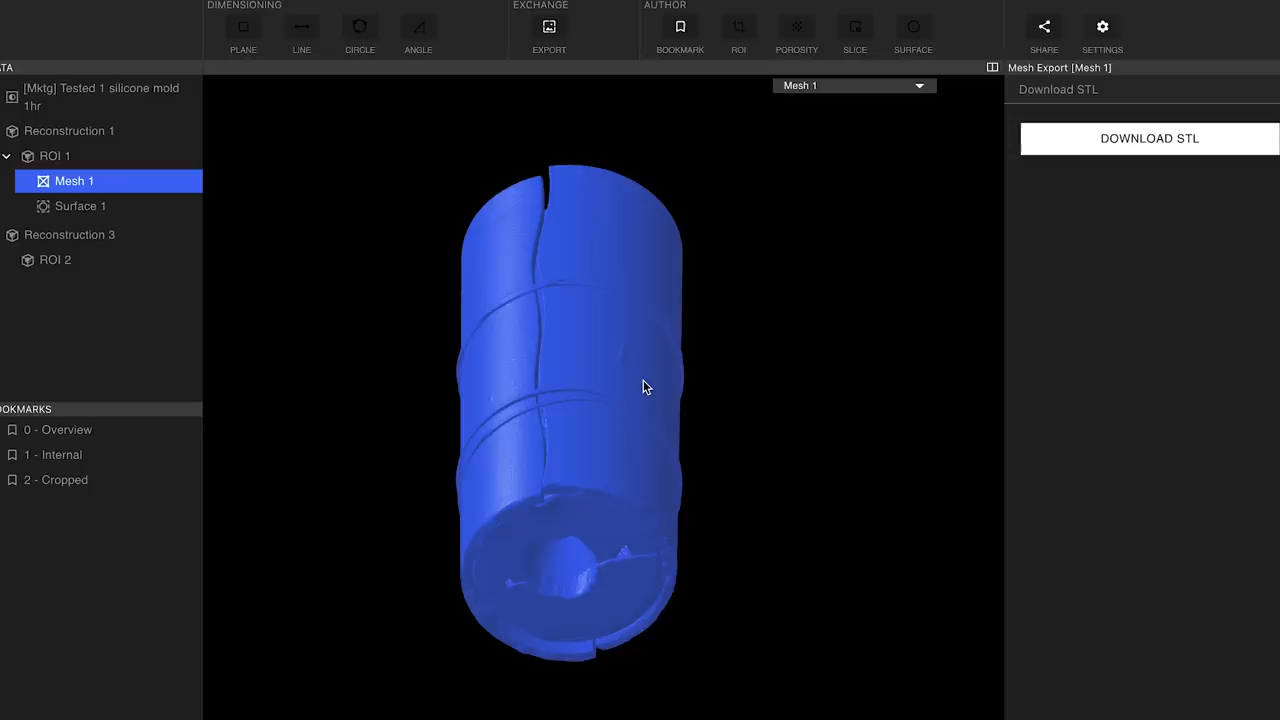 DIMENSIONING
EXCHANGE
AUTHOR
PLANE
LINE
CIRCLE
ANGLE
EXPORT
BOOKMARK
ROI
POROSITY
SLICE
SURFACE
SHARE
SETTINGS
TA
[Mktg] Tested 1 silicone mold
1hr
Reconstruction 1
ROI 1
Mesh 1
Surface 1
Reconstruction 3
ROI 2
OOKMARKS
0 - Overview
1 - Internal
2 - Cropped
Mesh 1
Mesh Export [Mesh 1]
Download STL
DOWNLOAD STL